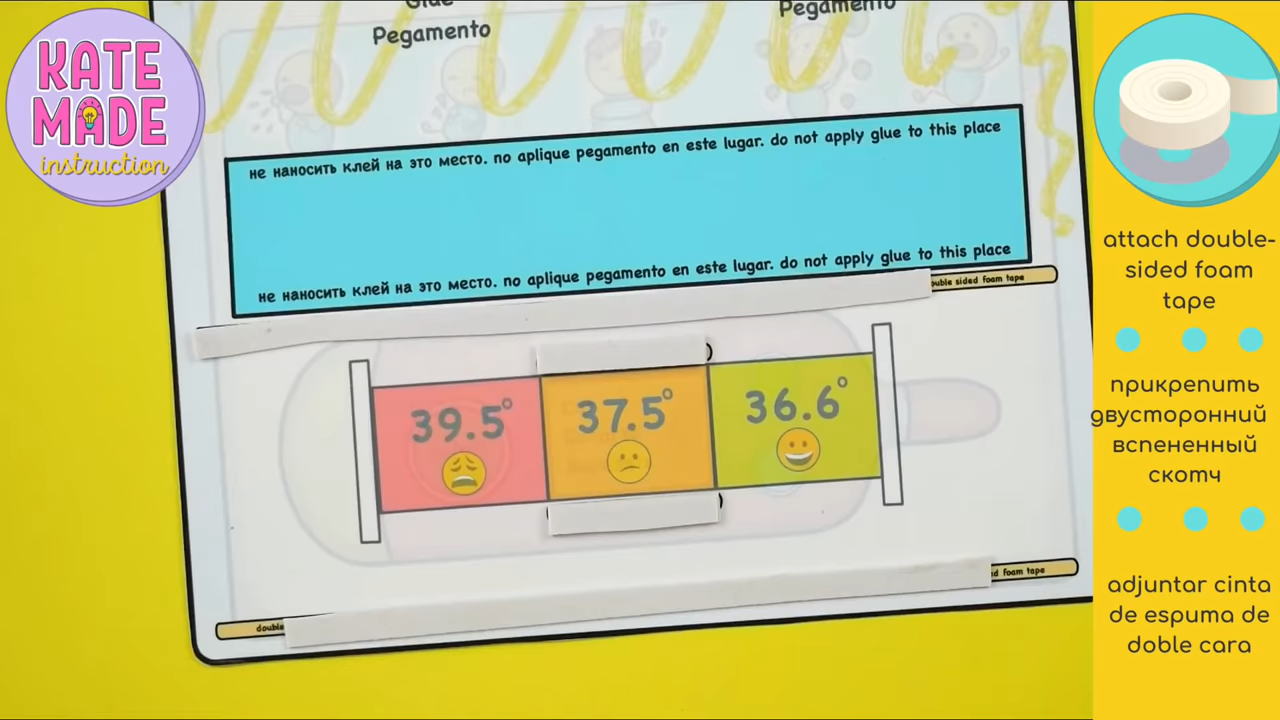 Glue
Pegamento
Pegamento
KATE
MADE
instruction
не наносить клей на это место. no aplique pegamento en este lugar. do not apply glue to this place
не наносить клей на это место. no aplique pegamento en este lugar. do not apply glue to this place
ouble sided foam tape
39.5°
37.5°
36.6°
d foam tape
double
attach double-
sided foam
tape
прикрепить
двусторонний
вспененный
скотч
adjuntar cinta
de espuma de
doble cara